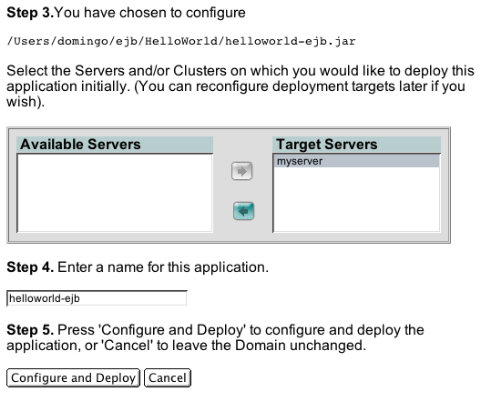 Step 3.You have chosen to configure
/Users/domingo/ejb/HelloWorld/helloworld-ejb.jar
Select the Servers and/or Clusters on which you would like to deploy this
application initially. (You can reconfigure deployment targets later if you
wish).
Available Servers
Target Servers
myserver
Step 4. Enter a name for this application.
helloworld-ejb
Step 5. Press 'Configure and Deploy' to configure and deploy the
application, or 'Cancel' to leave the Domain unchanged.
Configure and Deploy Cancel